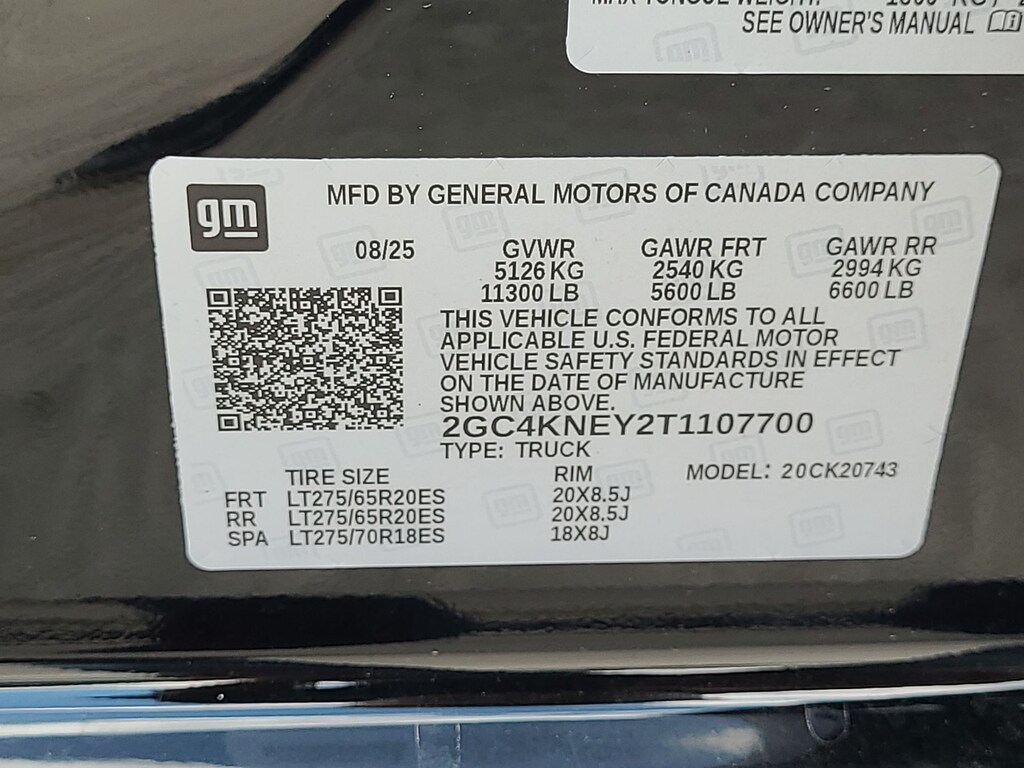 SEE OWNER'S MANUAL
gm
MFD BY GENERAL MOTORS OF CANADA COMPANY
08/25 GVWR GAWR FRT GAWR RR
5126 KG 2540 KG 2994 KG
11300 LB 5600 LB 6600 LB
THIS VEHICLE CONFORMS TO ALL
APPLICABLE U.S. FEDERAL MOTOR
VEHICLE SAFETY STANDARDS IN EFFECT
ON THE DATE OF MANUFACTURE
SHOWN ABOVE.
2GC4KNEY2T1107700
TYPE: TRUCK
TIRE SIZE RIM MODEL: 20CK20743
FRT LT275/65R20ES 20X8.5J
RR LT275/65R20ES 20X8.5J
SPA LT275/70R18ES 18X8J